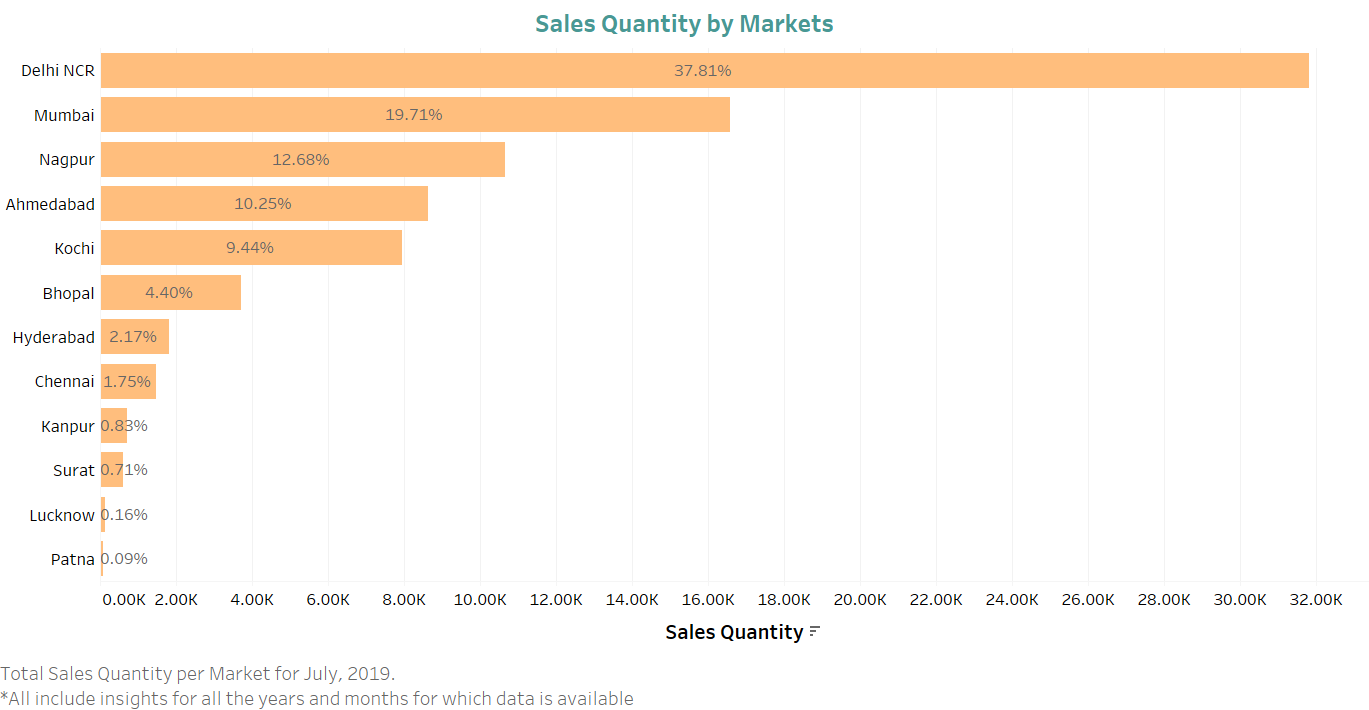 Sales Quantity by Markets
Delhi NCR 37.81%
Mumbai 19.71%
Nagpur 12.68%
Ahmedabad 10.25%
Kochi 9.44%
Bhopal 4.40%
Hyderabad 2.17%
Chennai 1.75%
Kanpur 0.83%
Surat 0.71%
Lucknow 0.16%
Patna 0.09%
0.00K 2.00K 4.00K 6.00K 8.00K 10.00K 12.00K 14.00K 16.00K 18.00K 20.00K 22.00K 24.00K 26.00K 28.00K 30.00K 32.00K
Sales Quantity
Total Sales Quantity per Market for July, 2019.
*All include insights for all the years and months for which data is available